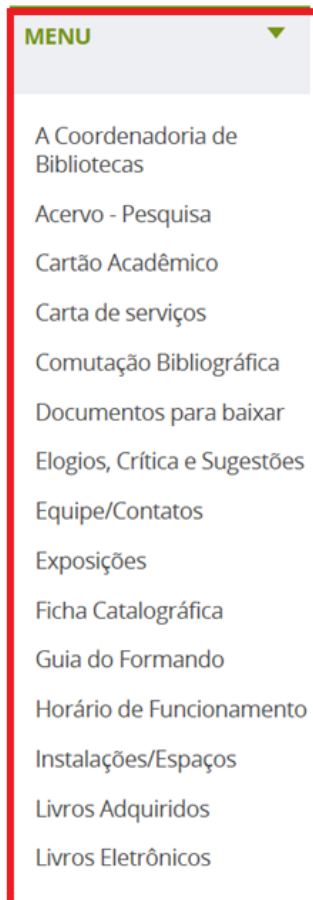 MENU
A Coordenadoria de
Bibliotecas
Acervo - Pesquisa
Cartão Acadêmico
Carta de serviços
Comutação Bibliográfica
Documentos para baixar
Elogios, Crítica e Sugestões
Equipe/Contatos
Exposições
Ficha Catalográfica
Guia do Formando
Horário de Funcionamento
Instalações/Espaços
Livros Adquiridos
Livros Eletrônicos